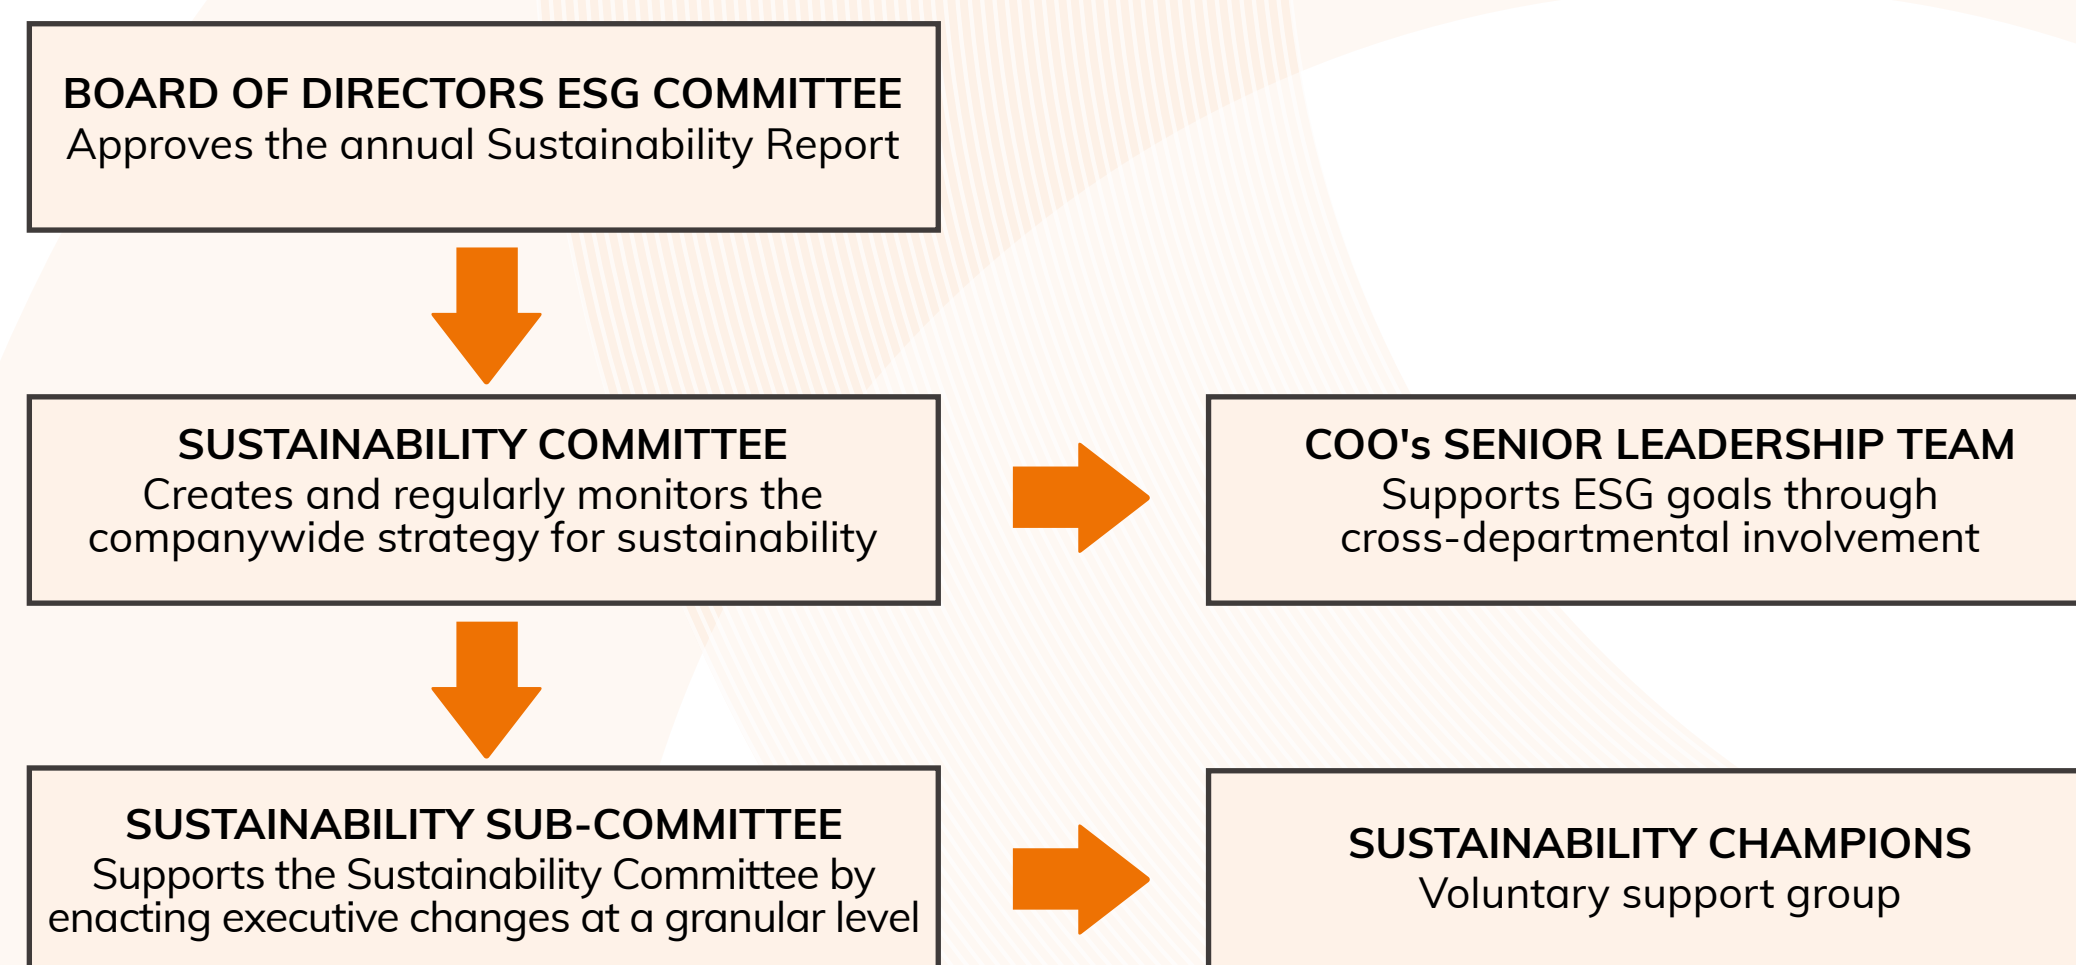 BOARD OF DIRECTORS ESG COMMITTEE
Approves the annual Sustainability Report
SUSTAINABILITY COMMITTEE
Creates and regularly monitors the
companywide strategy for sustainability
COO's SENIOR LEADERSHIP TEAM
Supports ESG goals through
cross-departmental involvement
SUSTAINABILITY SUB-COMMITTEE
Supports the Sustainability Committee by
enacting executive changes at a granular level
SUSTAINABILITY CHAMPIONS
Voluntary support group